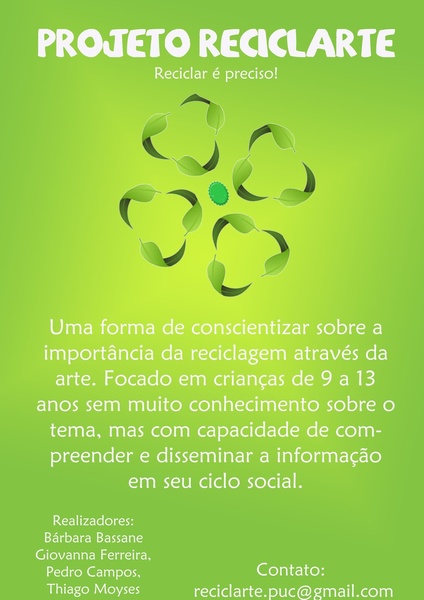 PROJETO RECICLARTE
Reciclar é preciso!
Uma forma de conscientizar sobre a
importância da reciclagem através da
arte. Focado em crianças de 9 a 13
anos sem muito conhecimento sobre o
tema, mas com capacidade de com-
preender e disseminar a informação
em seu ciclo social.
Realizadores:
Bárbara Bassane
Giovanna Ferreira,
Pedro Campos,
Thiago Moyses
Contato:
reciclarte.puc@gmail.com